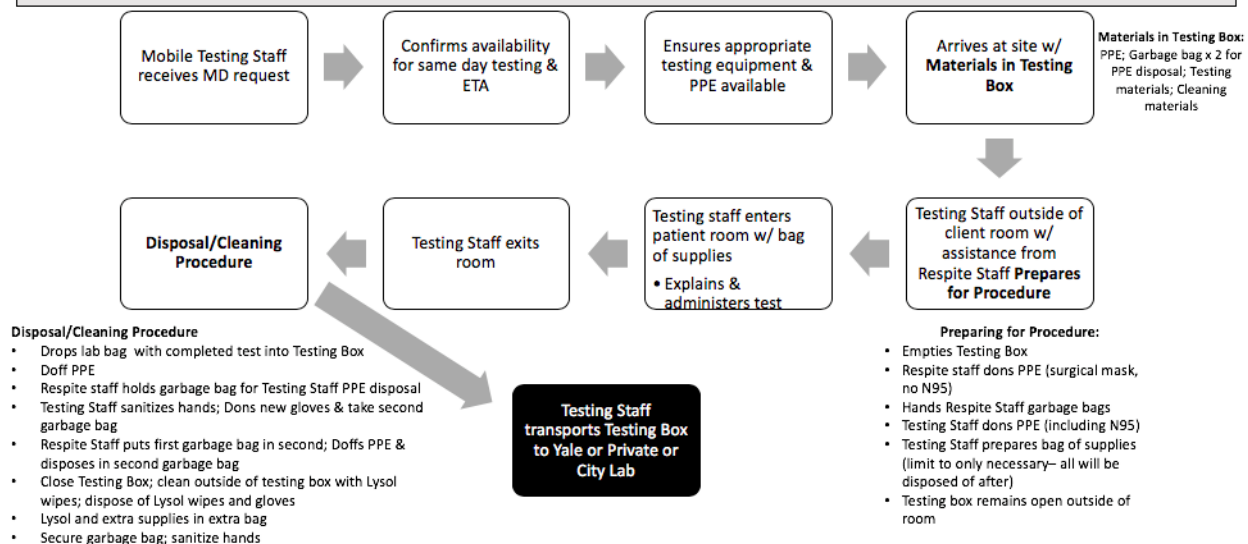 Mobile Testing Staff
receives MD request
Confirms availability
for same day testing &
ETA
Ensures appropriate
testing equipment &
PPE available
Arrives at site w/
Materials in Testing
Box
Materials in Testing Box:
PPE; Garbage bag x 2 for
PPE disposal; Testing
materials; Cleaning
materials
Testing Staff outside of
client room w/
assistance from
Respite Staff Prepares
for Procedure
Testing staff enters
patient room w/ bag
of supplies
• Explains &
administers test
Testing Staff exits
room
Disposal/Cleaning
Procedure
Preparing for Procedure:
• Empties Testing Box
• Respite staff dons PPE (surgical mask,
no N95)
• Hands Respite Staff garbage bags
• Testing Staff dons PPE (including N95)
• Testing Staff prepares bag of supplies
(limit to only necessary– all will be
disposed of after)
• Testing box remains open outside of
room
Disposal/Cleaning Procedure
• Drops lab bag with completed test into Testing Box
• Doff PPE
• Respite staff holds garbage bag for Testing Staff PPE disposal
• Testing Staff sanitizes hands; Dons new gloves & take second
garbage bag
• Respite Staff puts first garbage bag in second; Doffs PPE &
disposes in second garbage bag
• Close Testing Box; clean outside of testing box with Lysol
wipes; dispose of Lysol wipes and gloves
• Lysol and extra supplies in extra bag
• Secure garbage bag; sanitize hands
Testing Staff
transports Testing Box
to Yale or Private or
City Lab